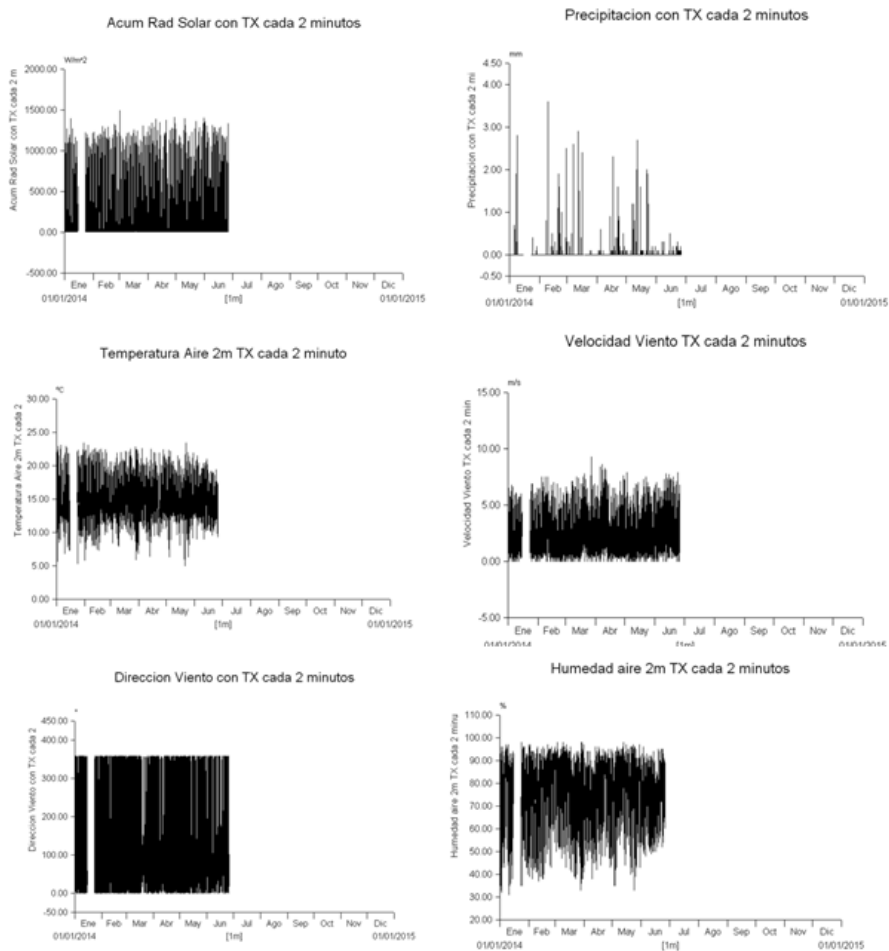 Acum Rad Solar con TX cada 2 minutos
W/m^2
Acum Rad Solar con TX cada 2 m
2000.00
1500.00
1000.00
500.00
0.00
-500.00
Ene Feb Mar Abr May Jun Jul Ago Sep Oct Nov Dic
01/01/2014 [1m] 01/01/2015
Precipitacion con TX cada 2 minutos
mm
Precipitacion con TX cada 2 mi
4.50
4.00
3.00
2.00
1.00
0.00
-0.50
Ene Feb Mar Abr May Jun Jul Ago Sep Oct Nov Dic
01/01/2014 [1m] 01/01/2015
Temperatura Aire 2m TX cada 2 minuto
ºC
Temperatura Aire 2m TX cada 2
30.00
25.00
20.00
15.00
10.00
5.00
0.00
Ene Feb Mar Abr May Jun Jul Ago Sep Oct Nov Dic
01/01/2014 [1m] 01/01/2015
Velocidad Viento TX cada 2 minutos
m/s
Velocidad Viento TX cada 2 min
15.00
10.00
5.00
0.00
-5.00
Ene Feb Mar Abr May Jun Jul Ago Sep Oct Nov Dic
01/01/2014 [1m] 01/01/2015
Direccion Viento con TX cada 2 minutos
°
Direccion Viento con TX cada 2
450.00
400.00
300.00
200.00
100.00
0.00
-50.00
Ene Feb Mar Abr May Jun Jul Ago Sep Oct Nov Dic
01/01/2014 [1m] 01/01/2015
Humedad aire 2m TX cada 2 minutos
%
Humedad aire 2m TX cada 2 minu
110.00
100.00
90.00
80.00
70.00
60.00
50.00
40.00
30.00
20.00
Ene Feb Mar Abr May Jun Jul Ago Sep Oct Nov Dic
01/01/2014 [1m] 01/01/2015